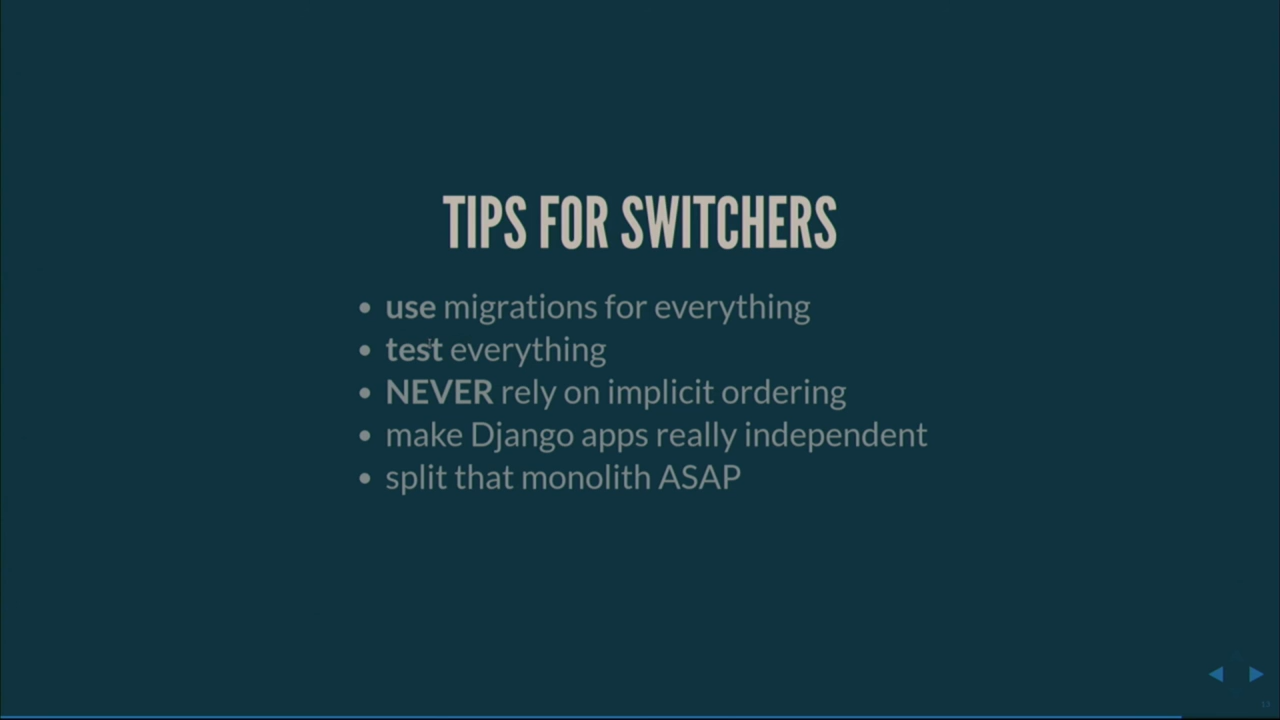 TIPS FOR SWITCHERS
• use migrations for everything
• test everything
• NEVER rely on implicit ordering
• make Django apps really independent
• split that monolith ASAP
13